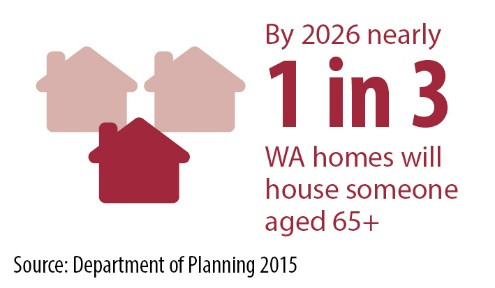 By 2026 nearly
1 in 3
WA homes will
house someone
aged 65+
Source: Department of Planning 2015